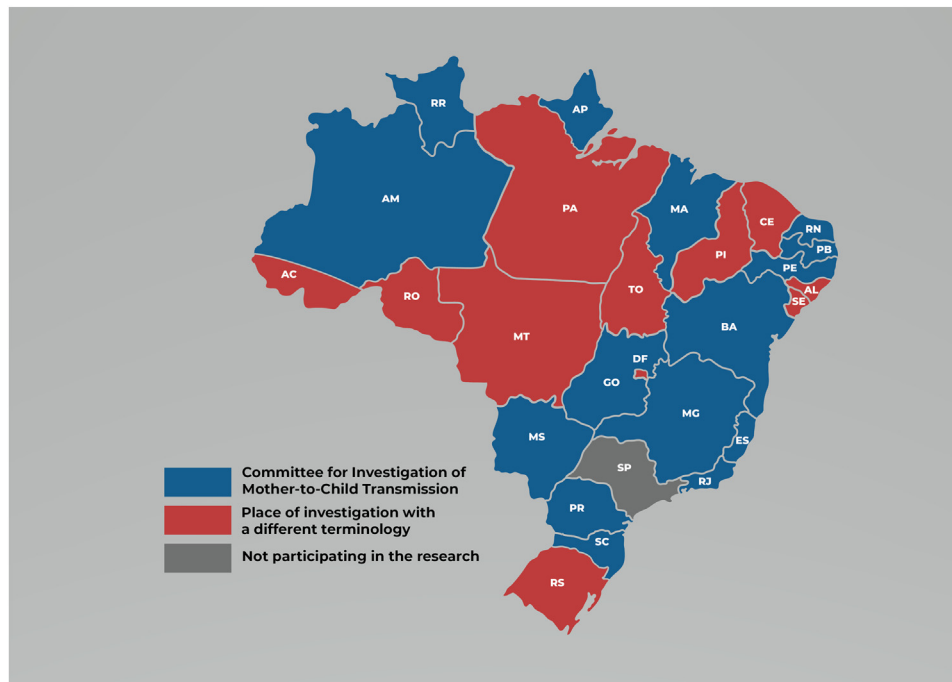 RR
AP
AM
PA
MA
CE
RN
PB
PI
PE
AC
RO
TO
AL
SE
MT
BA
DF
GO
MG
MS
ES
SP
RJ
PR
SC
RS
Committee for Investigation of
Mother-to-Child Transmission
Place of investigation with
a different terminology
Not participating in the research